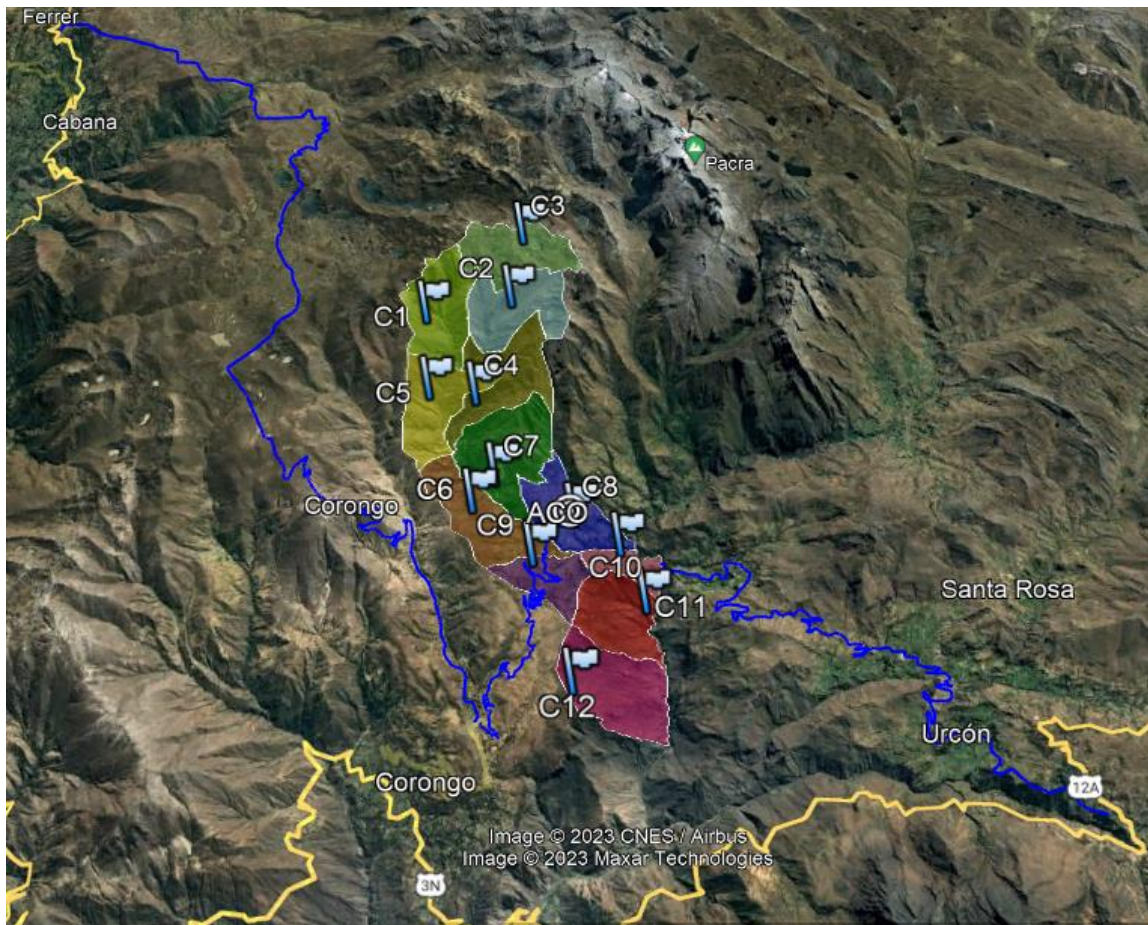 Ferrer
Cabana
Pacra
C3
C2
C1
C4
C5
C7
C6
C8
C9
ACO
C10
C11
Corongo
Santa Rosa
C12
Urcón
Corongo
12A
Image © 2023 CNES / Airbus
Image © 2023 Maxar Technologies
3N